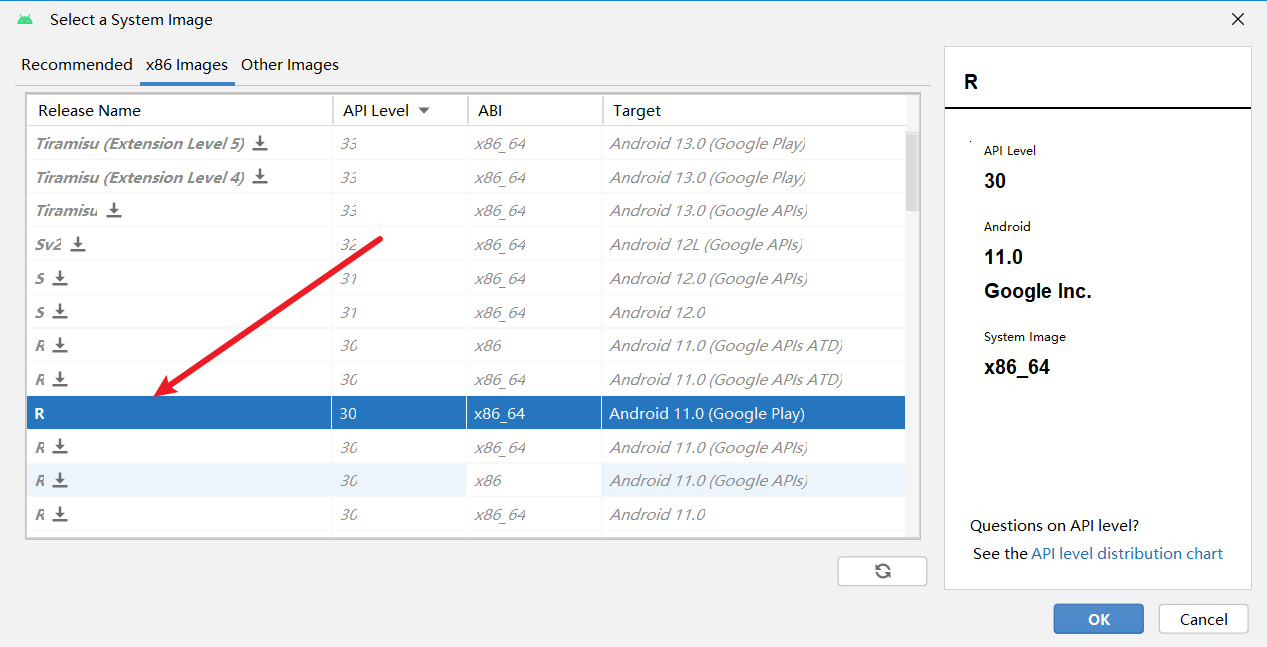 Select a System Image
Recommended x86 Images Other Images
Release Name API Level ABI Target
Tiramisu (Extension Level 5) 33 x86_64 Android 13.0 (Google Play)
Tiramisu (Extension Level 4) 33 x86_64 Android 13.0 (Google Play)
Tiramisu 33 x86_64 Android 13.0 (Google APIs)
Sv2 32 x86_64 Android 12L (Google APIs)
S 31 x86_64 Android 12.0 (Google APIs)
S 31 x86_64 Android 12.0
R 30 x86 Android 11.0 (Google APIs ATD)
R 30 x86_64 Android 11.0 (Google APIs ATD)
R 30 x86_64 Android 11.0 (Google Play)
R 30 x86_64 Android 11.0 (Google APIs)
R 30 x86 Android 11.0 (Google APIs)
R 30 x86_64 Android 11.0
R
API Level
30
Android
11.0
Google Inc.
System Image
x86_64
Questions on API level?
See the API level distribution chart
OK Cancel